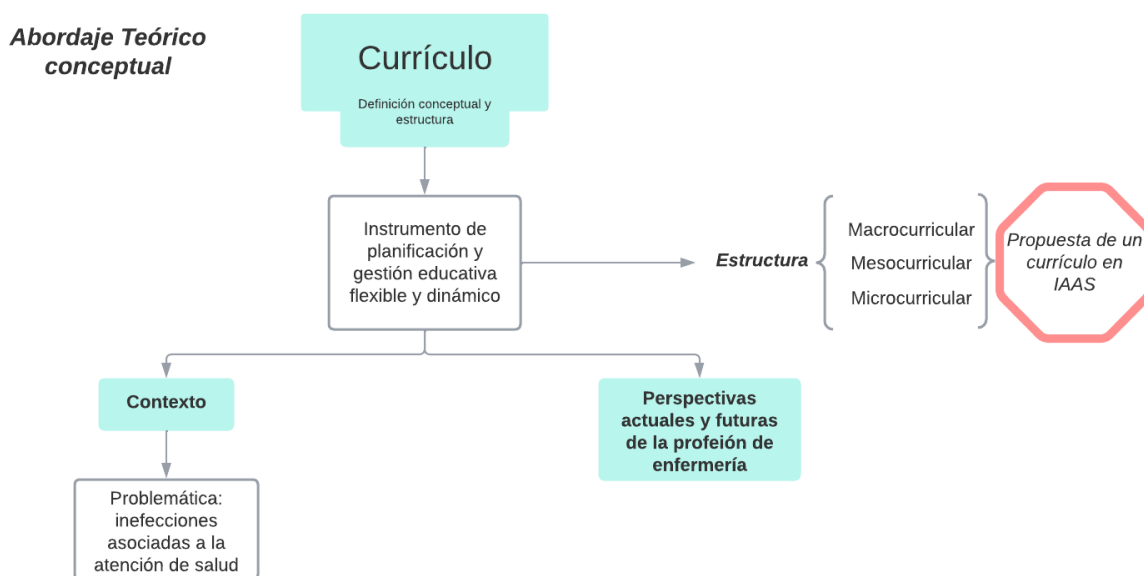 Abordaje Teórico
conceptual
Currículo
Definición conceptual y
estructura
Instrumento de
planificación y
gestión educativa
flexible y dinámico
Estructura
Macrocurricular
Mesocurricular
Microcurricular
Propuesta de un
currículo en
IAAS
Contexto
Perspectivas
actuales y futuras
de la profeión de
enfermería
Problemática:
inefecciones
asociadas a la
atención de salud